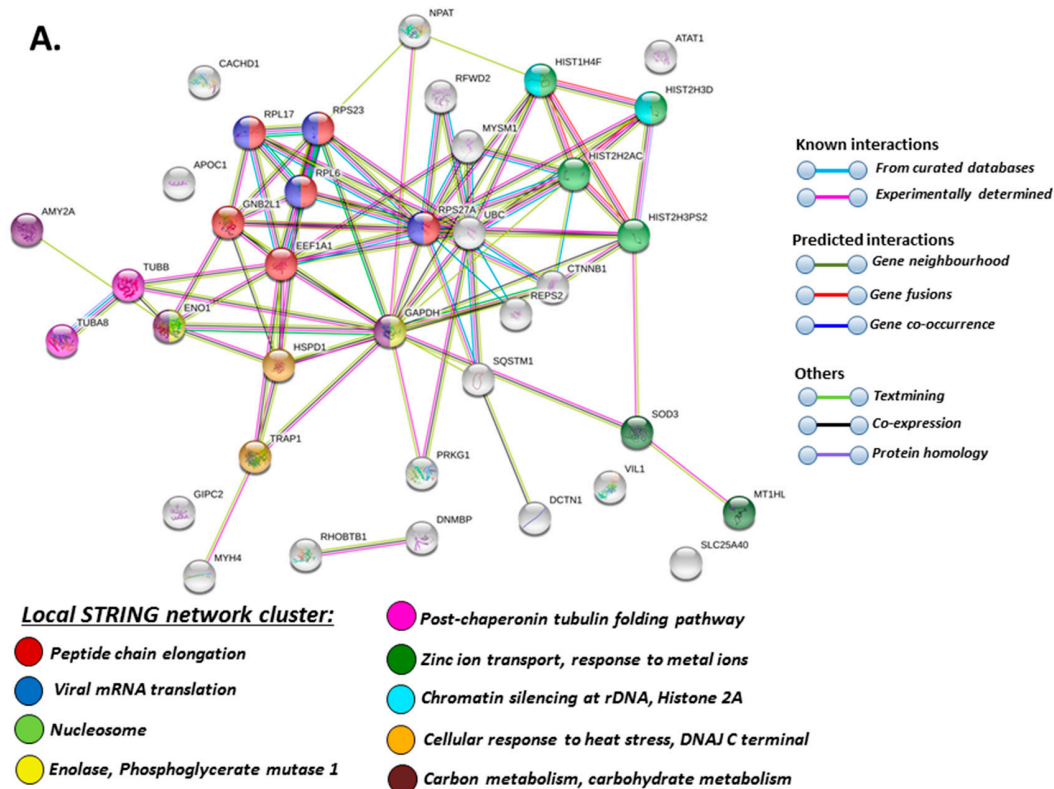 A.
NPAT
ATAT1
CACHD1
RFWD2
HIST1H4F
HIST2H3D
RPL17
RPS23
MYSM1
HIST2H2AC
APOC1
RPL6
GNB2L1
RPS27A
UBC
HIST2H3PS2
AMY2A
EEF1A1
CTNNB1
TUBB
REPS2
ENO1
GAPDH
TUBA8
HSPD1
SQSTM1
SOD3
TRAP1
PRKG1
VIL1
MT1HL
GIPC2
DCTN1
DNMBP
RHOBTB1
SLC25A40
MYH4
Known interactions
From curated databases
Experimentally determined
Predicted interactions
Gene neighbourhood
Gene fusions
Gene co-occurrence
Others
Textmining
Co-expression
Protein homology
Local STRING network cluster:
Peptide chain elongation
Viral mRNA translation
Nucleosome
Enolase, Phosphoglycerate mutase 1
Post-chaperonin tubulin folding pathway
Zinc ion transport, response to metal ions
Chromatin silencing at rDNA, Histone 2A
Cellular response to heat stress, DNAJ C terminal
Carbon metabolism, carbohydrate metabolism